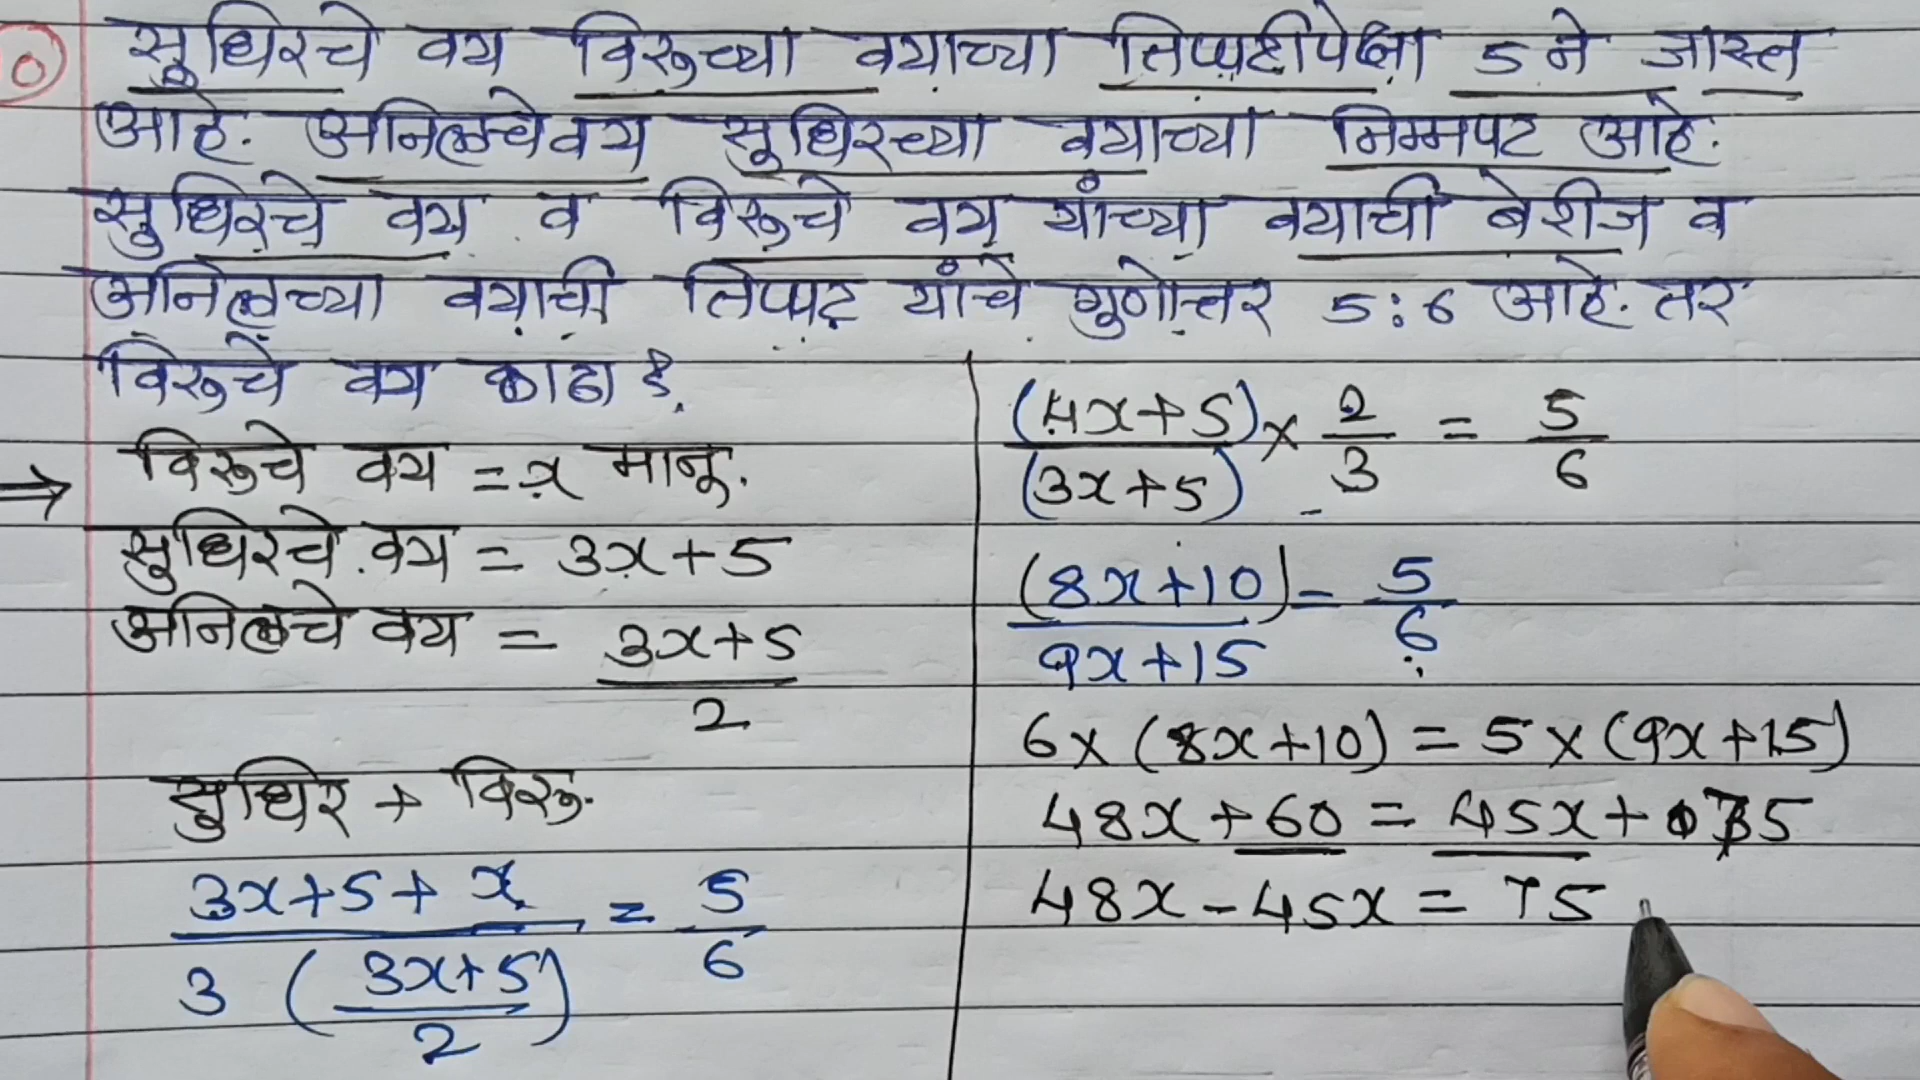 सुधिरचे वय विरुच्या वयाच्या तिप्पटीपेक्षा 5 ने जास्त
आहे. अनिलचे वय सुधिरच्या वयाच्या निम्मपट आहे.
सुधिरचे वय व विरुचे वय यांच्या वयाची बेरीज व
अनिलच्या वयाची तिप्पट यांचे गुणोत्तर 5:6 आहे. तर
विरुचे वय काढा ?
विरुचे वय = x मानू.
सुधिरचे वय = 3x+5
अनिलचे वय = 3x+5 / 2
सुधिर + विरु.
3x+5+x / 3 (3x+5 / 2) = 5 / 6
(4x+5) / (3x+5) × 2 / 3 = 5 / 6
(8x+10) / 9x+15 = 5 / 6
6×(8x+10) = 5×(9x+15)
48x+60 = 45x+75
48x-45x = 75